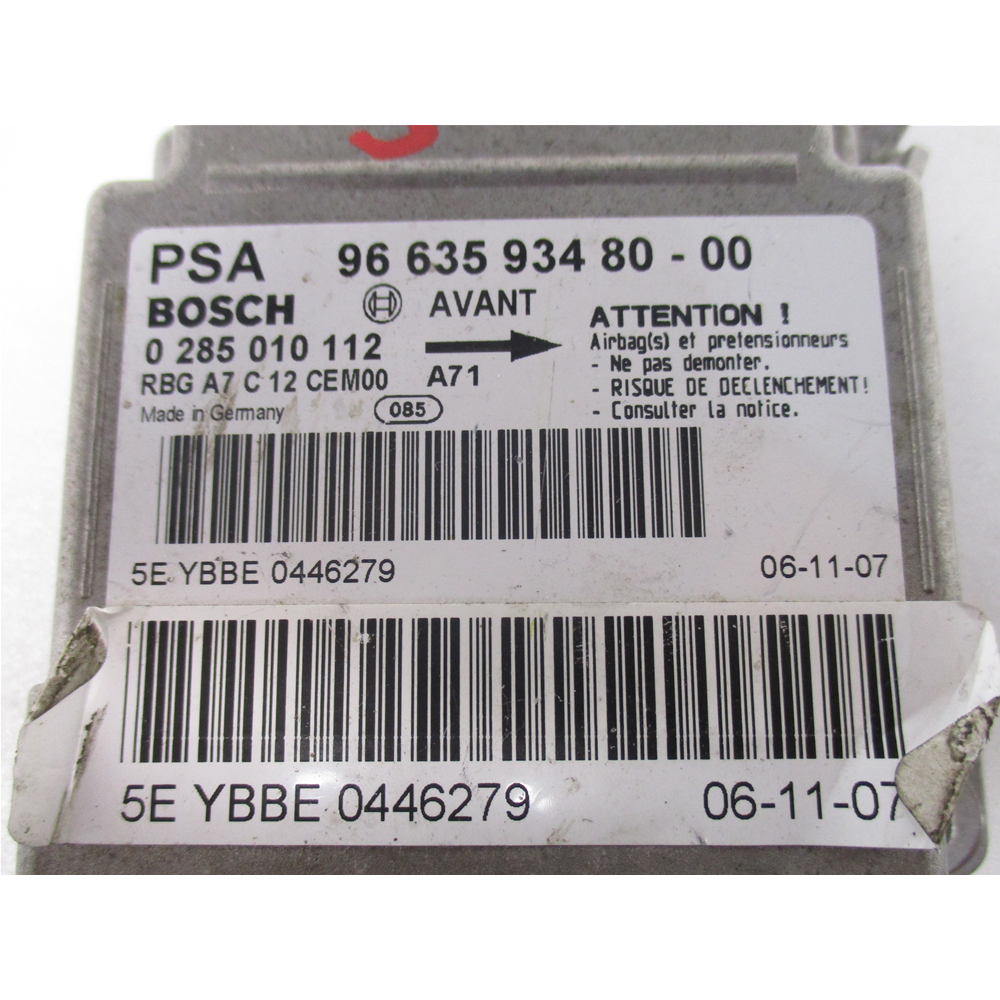 PSA 96 635 934 80 - 00
BOSCH AVANT
0 285 010 112
RBG A7 C 12 CEM00 A71
Made in Germany 085
ATTENTION !
Airbag(s) et pretensionneurs
- Ne pas demonter.
- RISQUE DE DECLENCHEMENT!
- Consulter la notice.
5E YBBE 0446279 06-11-07
5E YBBE 0446279 06-11-07